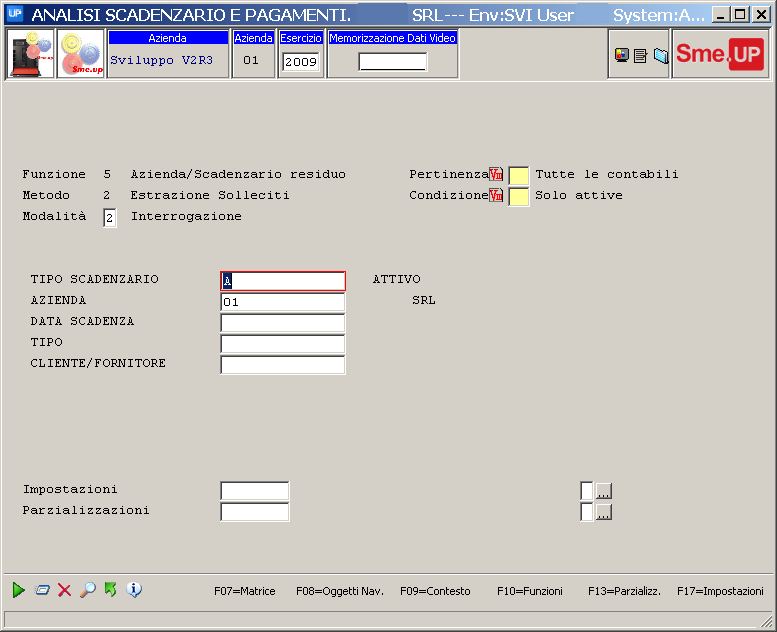 UP ANALISI SCADENZARIO E PAGAMENTI. SRL--- Env:SVI User System:A...
Azienda Azienda Esercizio Memorizzazione Dati Video
Sme.up Sviluppo V2R3 01 2009 Sme.UP
Funzione 5 Azienda/Scadenzario residuo Pertinenza Tutte le contabili
Metodo 2 Estrazione Solleciti Condizione Solo attive
Modalità 2 Interrogazione
TIPO SCADENZARIO A ATTIVO
AZIENDA 01 SRL
DATA SCADENZA
TIPO
CLIENTE/FORNITORE
Impostazioni ...
Parzializzazioni ...
F07=Matrice F08=Oggetti Nav. F09=Contesto F10=Funzioni F13=Parzializz. F17=Impostazioni